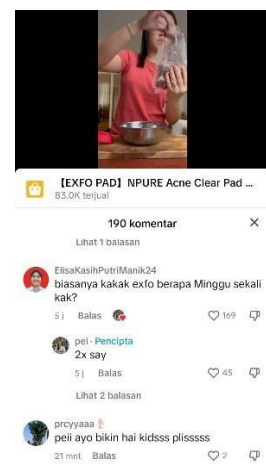 【EXFO PAD】NPURE Acne Clear Pad ...
83.0K terjual
190 komentar
Lihat 1 balasan
ElisaKasihPutriManik24
biasanya kakak exfo berapa Minggu sekali
kak?
5 j Balas 169
pei · Pencipta
2x say
5 j Balas 45
Lihat 2 balasan
prcyyaaa
peii ayo bikin hai kidsss plisssss
21 mnt Balas 2